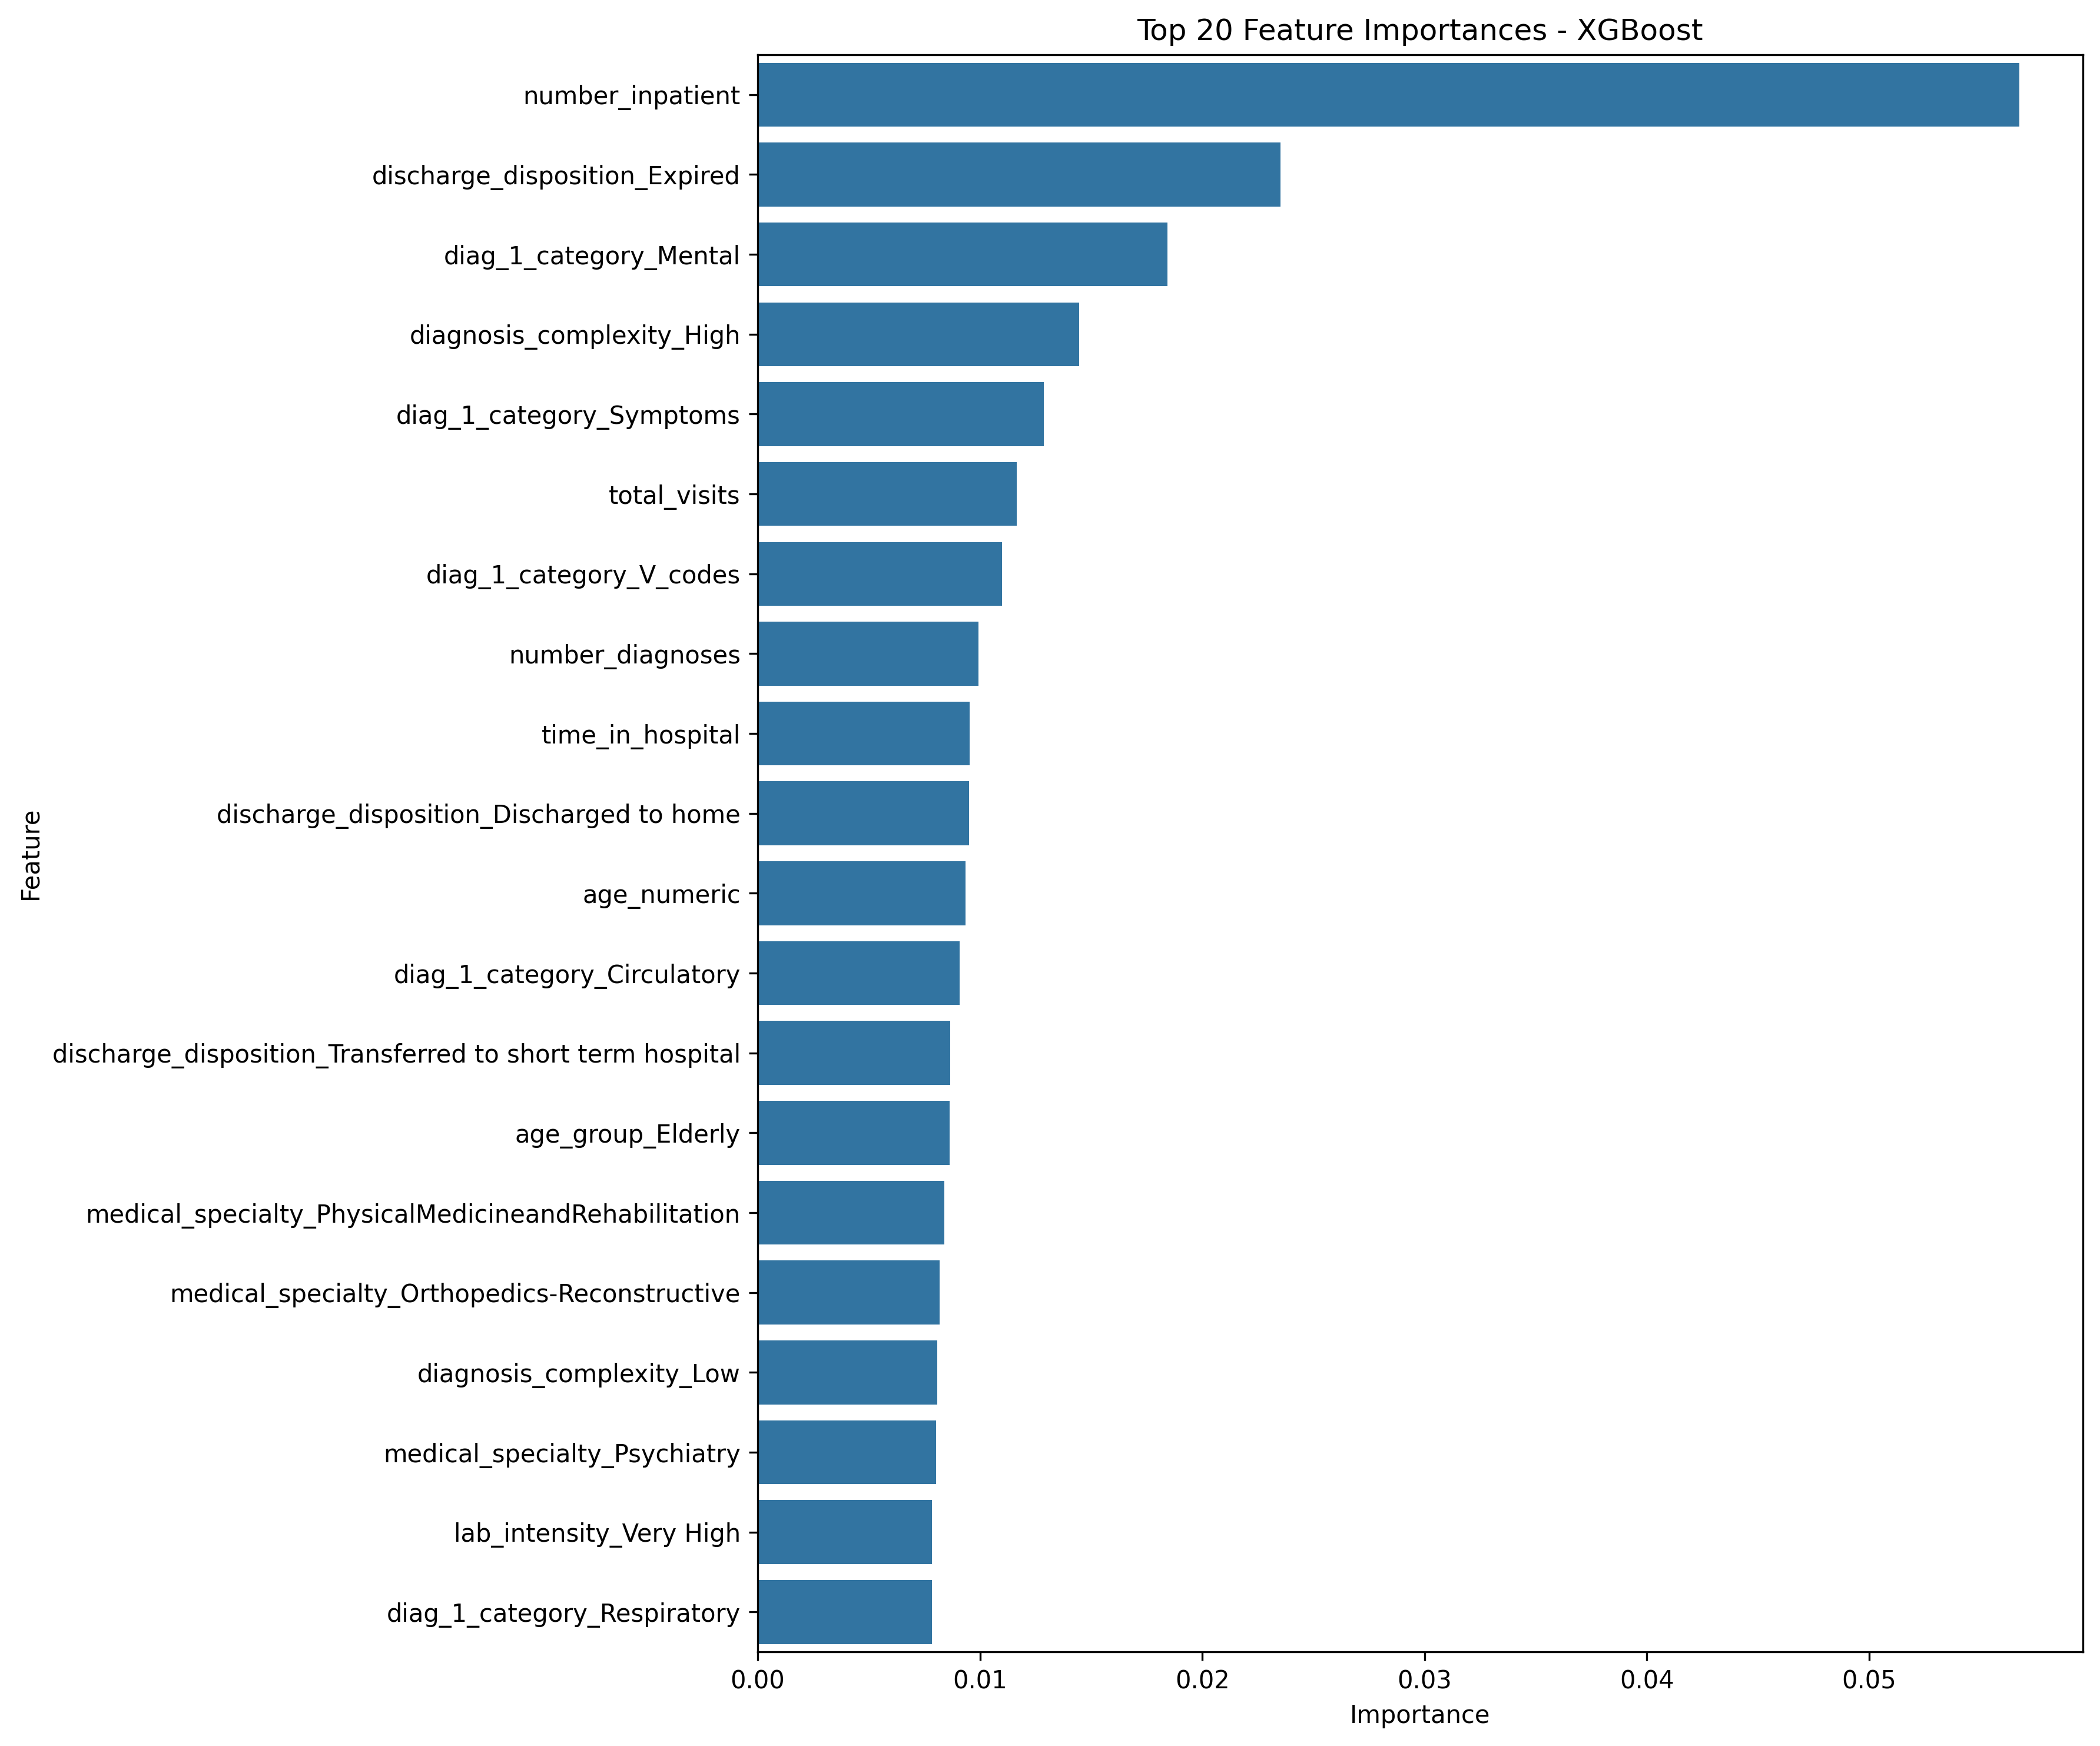 Top 20 Feature Importances - XGBoost
number_inpatient
discharge_disposition_Expired
diag_1_category_Mental
diagnosis_complexity_High
diag_1_category_Symptoms
total_visits
diag_1_category_V_codes
number_diagnoses
time_in_hospital
discharge_disposition_Discharged to home
age_numeric
diag_1_category_Circulatory
discharge_disposition_Transferred to short term hospital
age_group_Elderly
medical_specialty_PhysicalMedicineandRehabilitation
medical_specialty_Orthopedics-Reconstructive
diagnosis_complexity_Low
medical_specialty_Psychiatry
lab_intensity_Very High
diag_1_category_Respiratory
Feature
0.00 0.01 0.02 0.03 0.04 0.05
Importance